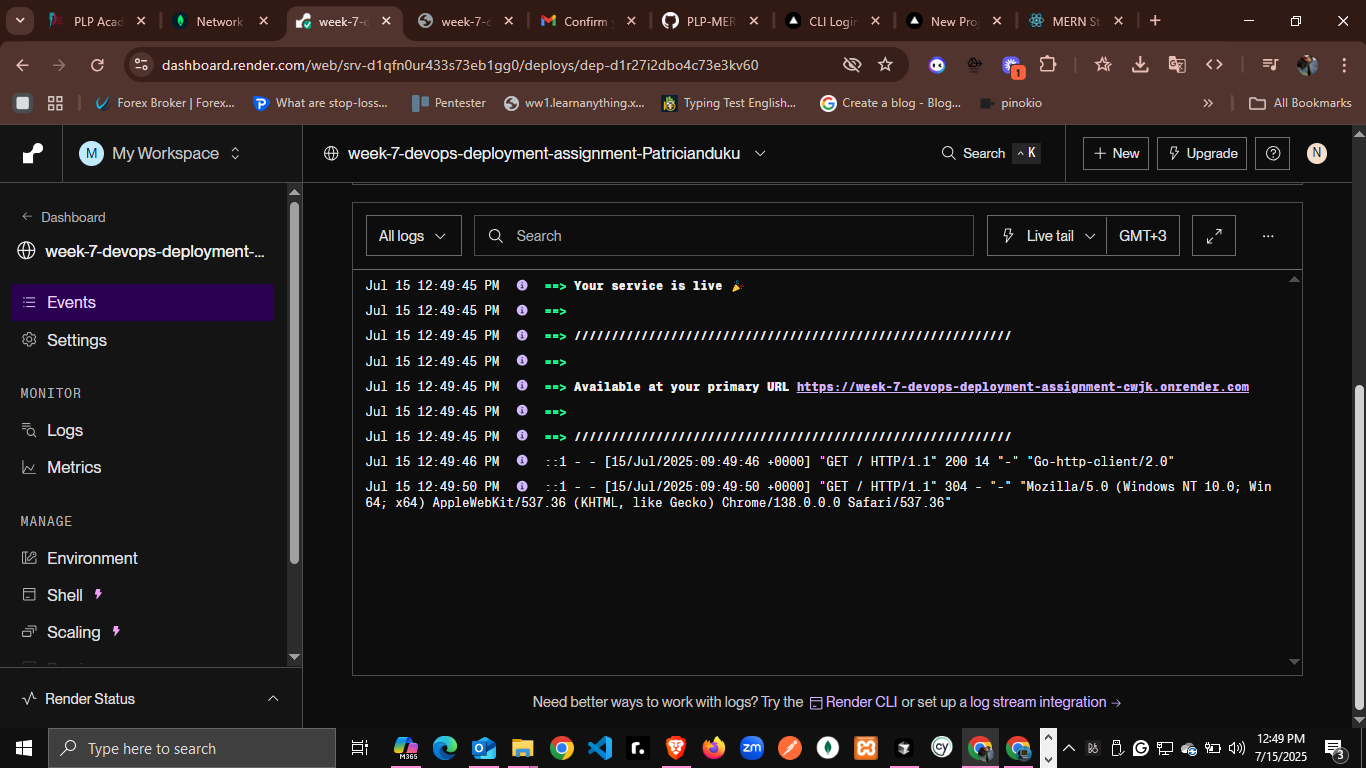 PLP Acad
Network
week-7-d
week-7-d
Confirm y
PLP-MER
CLI Login
New Proj
MERN St
dashboard.render.com/web/srv-d1qfn0ur433s73eb1gg0/deploys/dep-d1r27i2dbo4c73e3kv60
1
Forex Broker | Forex...
What are stop-loss...
Pentester
ww1.learnanything.x...
Typing Test English...
Create a blog - Blog...
pinokio
»
All Bookmarks
M My Workspace
week-7-devops-deployment-assignment-Patricianduku
Search ^ K
+ New
Upgrade
N
← Dashboard
week-7-devops-deployment-...
Events
Settings
MONITOR
Logs
Metrics
MANAGE
Environment
Shell
Scaling
Render Status
All logs
Search
Live tail
GMT+3
...
Jul 15 12:49:45 PM ==> Your service is live 🎉
Jul 15 12:49:45 PM ==>
Jul 15 12:49:45 PM ==> ///////////////////////////////////////////////////////////
Jul 15 12:49:45 PM ==>
Jul 15 12:49:45 PM ==> Available at your primary URL https://week-7-devops-deployment-assignment-cwjk.onrender.com
Jul 15 12:49:45 PM ==>
Jul 15 12:49:45 PM ==> ///////////////////////////////////////////////////////////
Jul 15 12:49:46 PM ::1 - - [15/Jul/2025:09:49:46 +0000] "GET / HTTP/1.1" 200 14 "-" "Go-http-client/2.0"
Jul 15 12:49:50 PM ::1 - - [15/Jul/2025:09:49:50 +0000] "GET / HTTP/1.1" 304 - "-" "Mozilla/5.0 (Windows NT 10.0; Win
64; x64) AppleWebKit/537.36 (KHTML, like Gecko) Chrome/138.0.0.0 Safari/537.36"
Need better ways to work with logs? Try the Render CLI or set up a log stream integration →
Type here to search
M365
zm
r.
cy
12:49 PM
7/15/2025
3